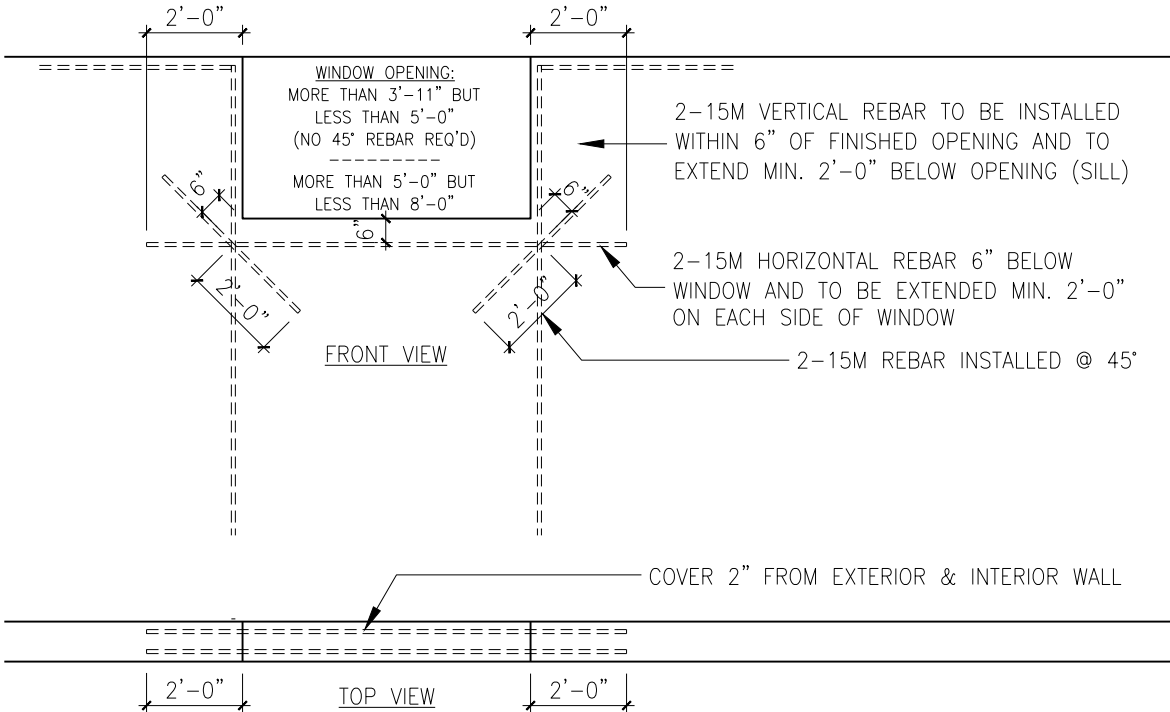 2'-0"
2'-0"
WINDOW OPENING:
MORE THAN 3'-11" BUT
LESS THAN 5'-0"
(NO 45° REBAR REQ'D)
MORE THAN 5'-0" BUT
LESS THAN 8'-0"
2-15M VERTICAL REBAR TO BE INSTALLED
WITHIN 6" OF FINISHED OPENING AND TO
EXTEND MIN. 2'-0" BELOW OPENING (SILL)
6"
6"
6"
2-15M HORIZONTAL REBAR 6" BELOW
WINDOW AND TO BE EXTENDED MIN. 2'-0"
ON EACH SIDE OF WINDOW
2'-0"
2'-0"
FRONT VIEW
2-15M REBAR INSTALLED @ 45°
COVER 2" FROM EXTERIOR & INTERIOR WALL
2'-0"
TOP VIEW
2'-0"